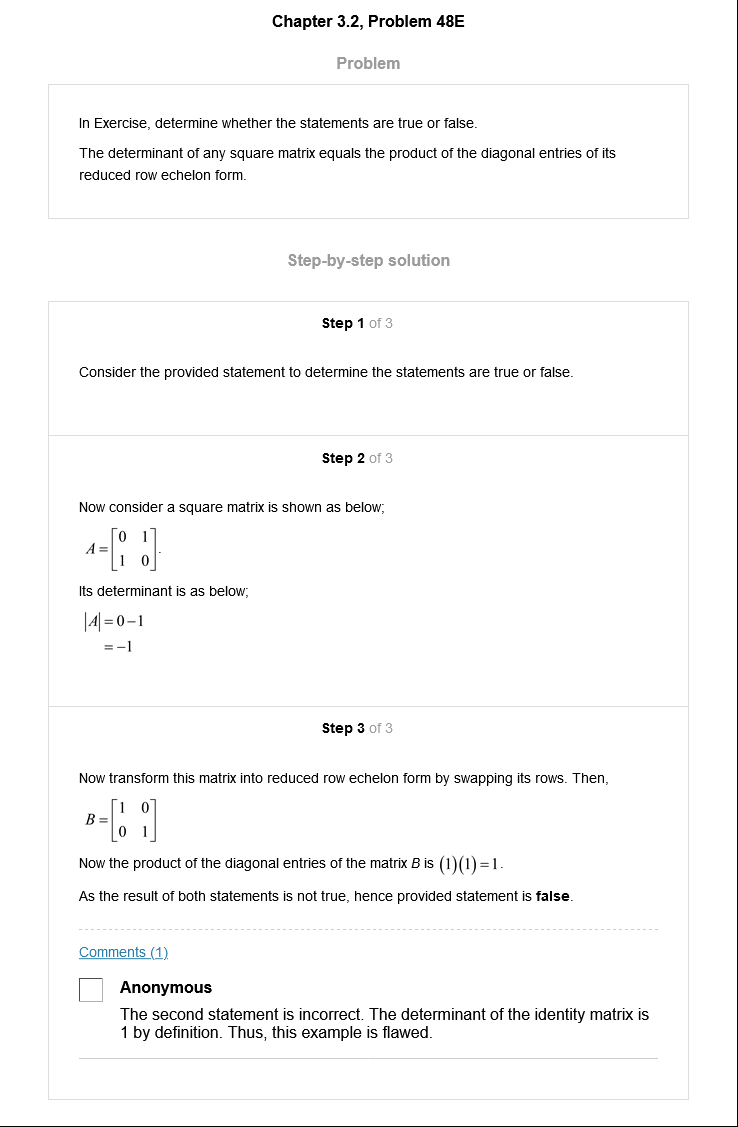 Chapter 3.2, Problem 48E
Problem
In Exercise, determine whether the statements are true or false.
The determinant of any square matrix equals the product of the diagonal entries of its
reduced row echelon form.
Step-by-step solution
Step 1 of 3
Consider the provided statement to determine the statements are true or false.
Step 2 of 3
Now consider a square matrix is shown as below;
A = [0 1
1 0].
Its determinant is as below;
|A| = 0 − 1
= −1
Step 3 of 3
Now transform this matrix into reduced row echelon form by swapping its rows. Then,
B = [1 0
0 1]
Now the product of the diagonal entries of the matrix B is (1)(1) = 1.
As the result of both statements is not true, hence provided statement is false.
Comments (1)
Anonymous
The second statement is incorrect. The determinant of the identity matrix is
1 by definition. Thus, this example is flawed.